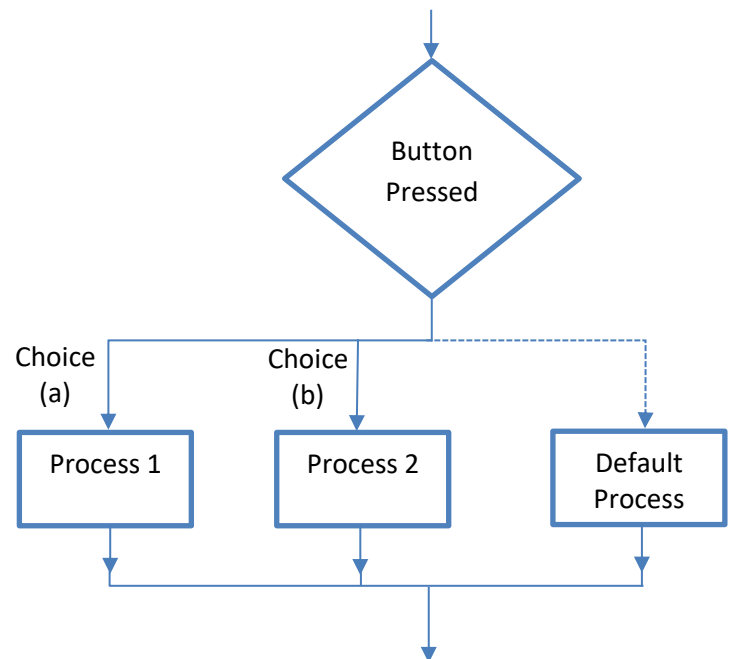 Button
Pressed
Choice
(a)
Choice
(b)
Process 1
Process 2
Default
Process